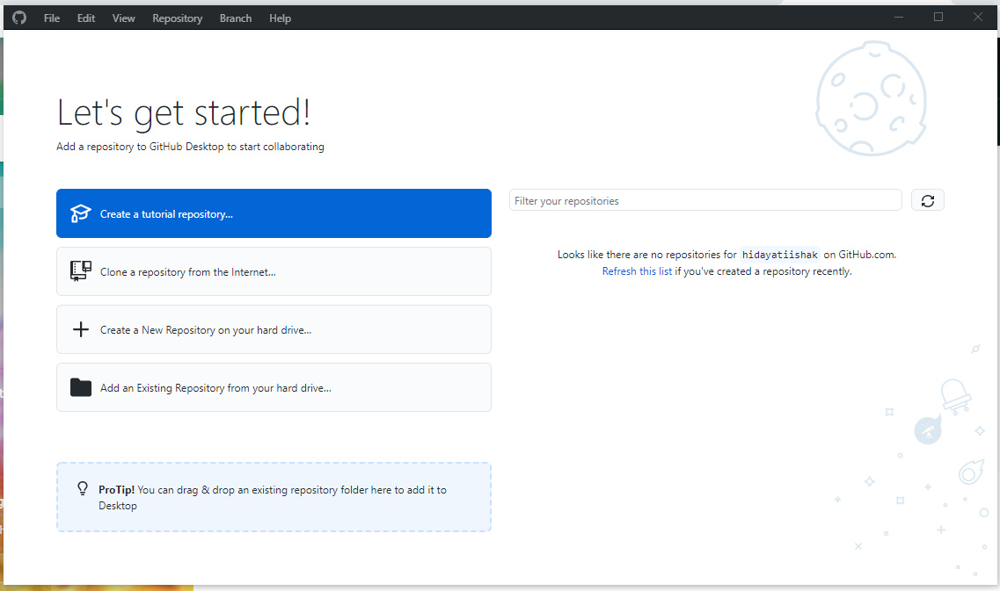 File Edit View Repository Branch Help
Let's get started!
Add a repository to GitHub Desktop to start collaborating
Create a tutorial repository...
Clone a repository from the Internet...
Create a New Repository on your hard drive...
Add an Existing Repository from your hard drive...
ProTip! You can drag & drop an existing repository folder here to add it to
Desktop
Filter your repositories
Looks like there are no repositories for hidayatiishak on GitHub.com.
Refresh this list if you've created a repository recently.